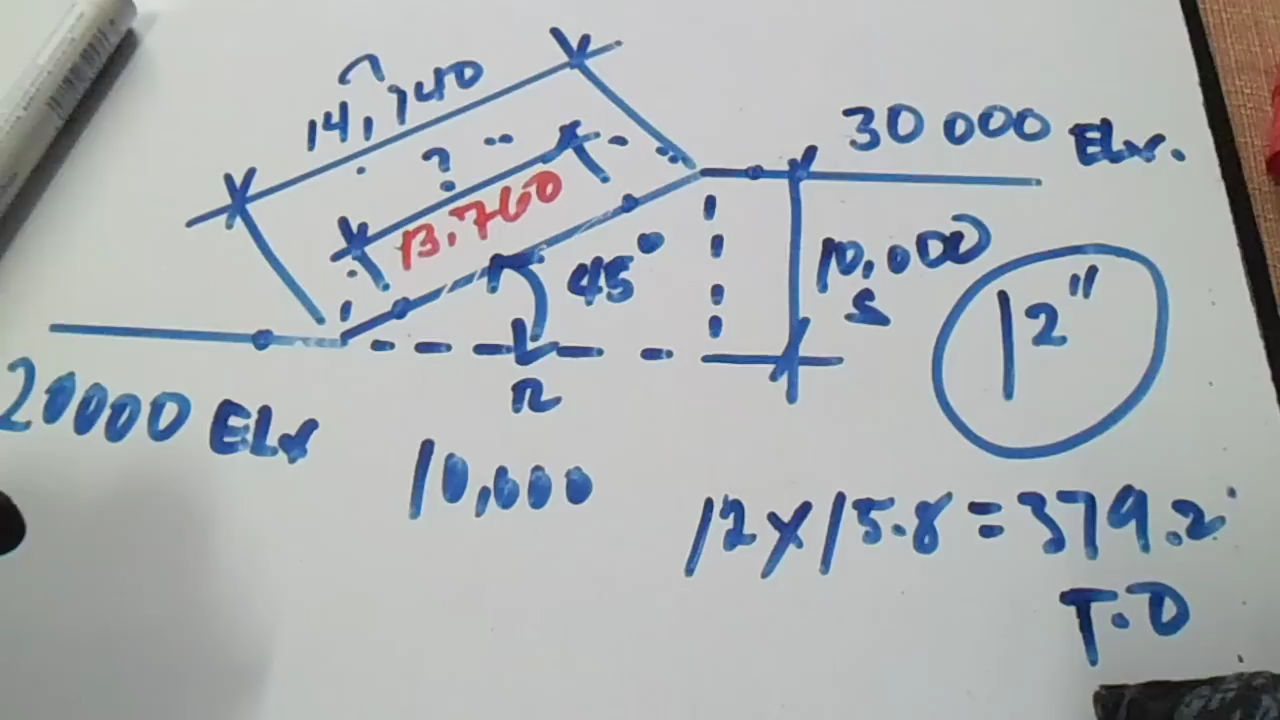 14,140
?
13,760
45°
30 000 Elv.
10,000
S
12"
20000 ELv
R
10,000
12 x 15.8 = 379.2
T.D